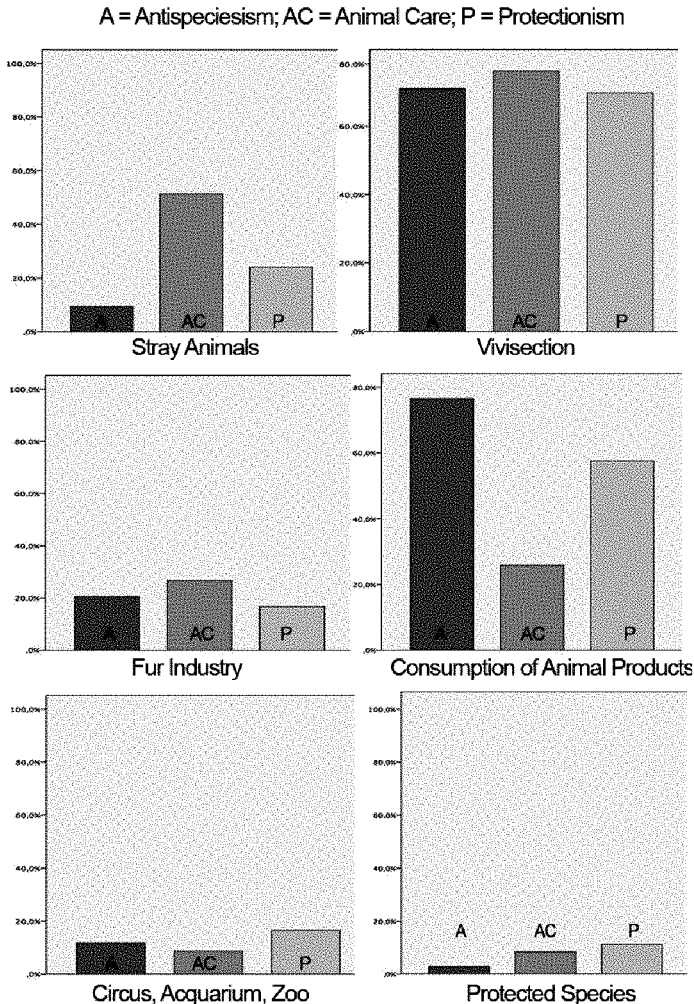 A = Antispeciesism; AC = Animal Care; P = Protectionism
100,0%
80,0%
60,0%
40,0%
20,0%
,0%
A AC P
Stray Animals
80,0%
60,0%
40,0%
20,0%
,0%
A AC P
Vivisection
100,0%
80,0%
60,0%
40,0%
20,0%
,0%
A AC P
Fur Industry
80,0%
60,0%
40,0%
20,0%
,0%
A AC P
Consumption of Animal Products
100,0%
80,0%
60,0%
40,0%
20,0%
,0%
A AC P
Circus, Acquarium, Zoo
100,0%
80,0%
60,0%
40,0%
20,0%
,0%
A AC P
Protected Species